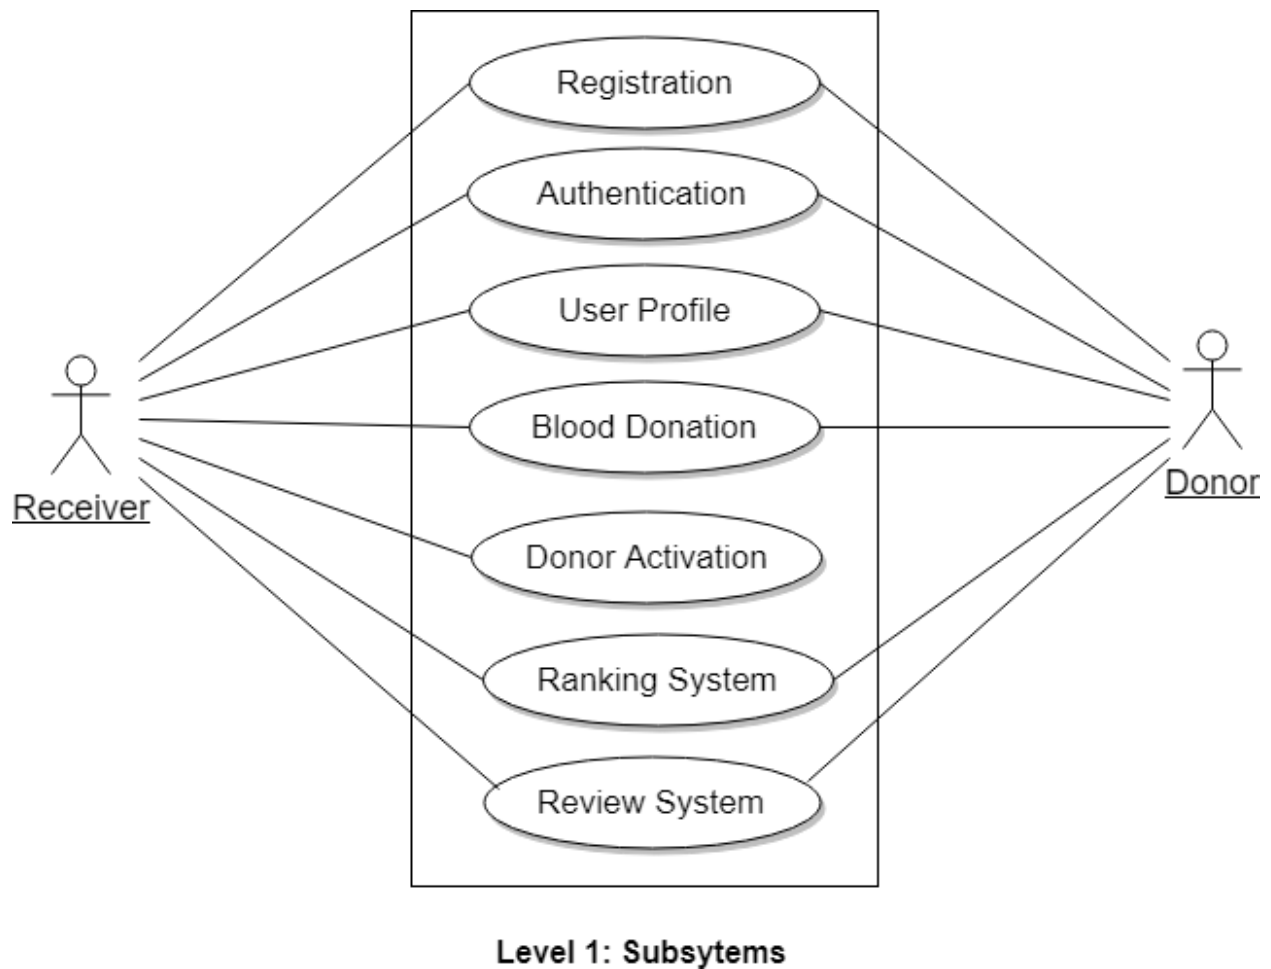 Registration
Authentication
User Profile
Blood Donation
Donor Activation
Ranking System
Review System
Receiver
Donor
Level 1: Subsytems